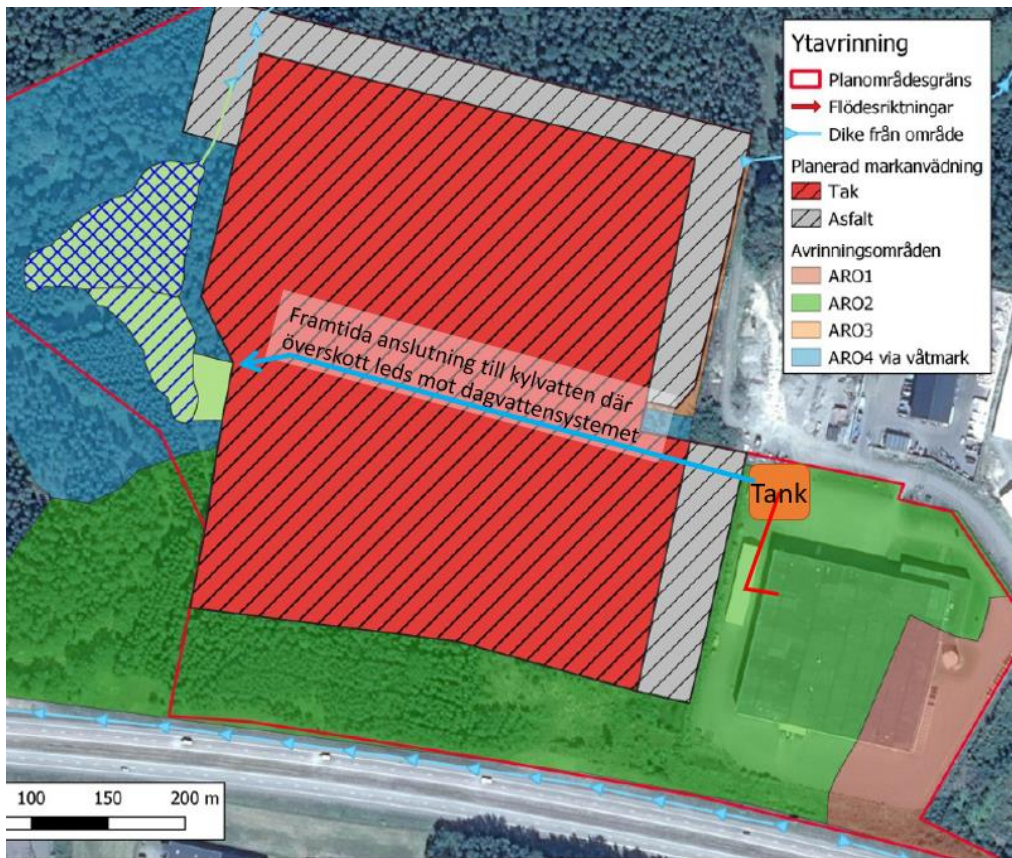 Ytavrinning
Planområdesgräns
Flödesriktningar
Dike från område
Planerad markanvädning
Tak
Asfalt
Avrinningsområden
ARO1
ARO2
ARO3
ARO4 via våtmark
Framtida anslutning till kylvatten där
överskott leds mot dagvattensystemet
Tank
100 150 200 m